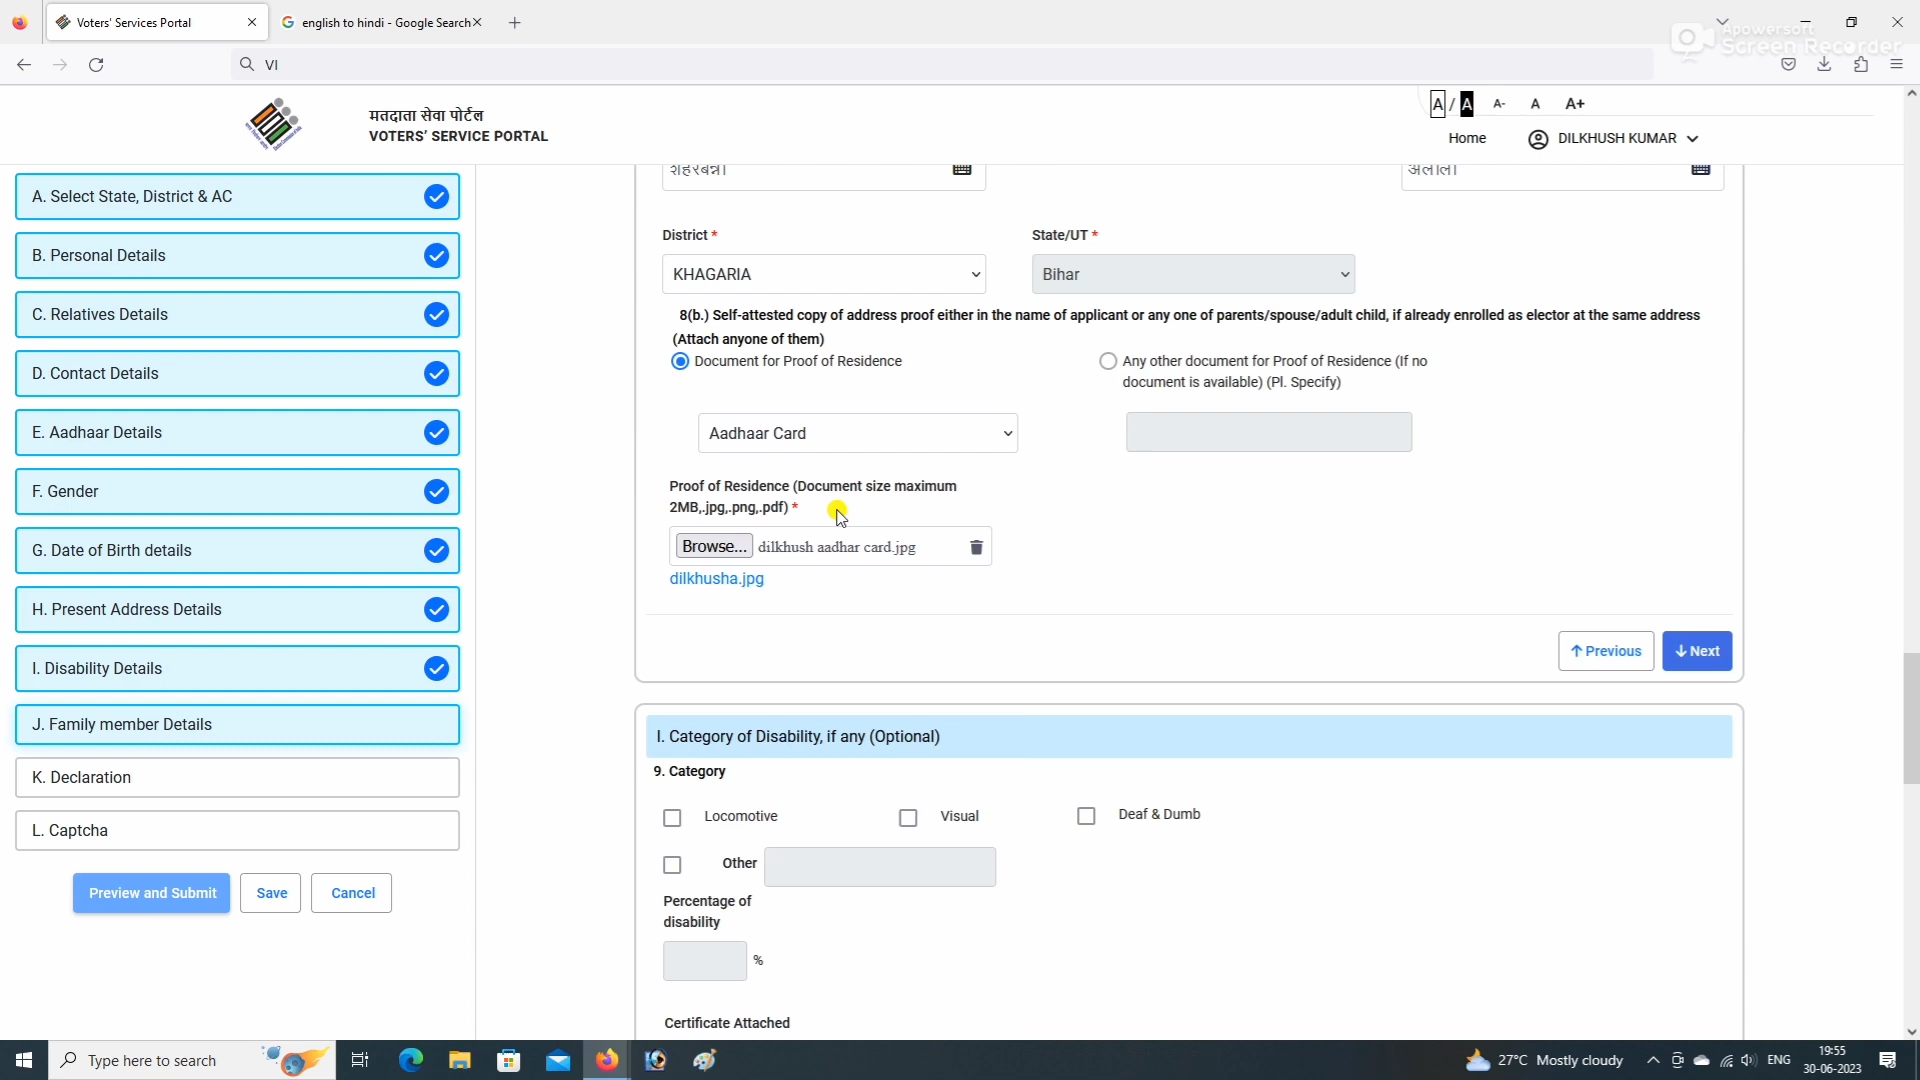 Voters' Services Portal
english to hindi - Google Search
VI
Apowersoft
Screen Recorder
मतदाता सेवा पोर्टल
VOTERS' SERVICE PORTAL
A / A A- A A+
Home DILKHUSH KUMAR
A. Select State, District & AC
B. Personal Details
C. Relatives Details
D. Contact Details
E. Aadhaar Details
F. Gender
G. Date of Birth details
H. Present Address Details
I. Disability Details
J. Family member Details
K. Declaration
L. Captcha
Preview and Submit Save Cancel
District * State/UT *
KHAGARIA Bihar
8(b.) Self-attested copy of address proof either in the name of applicant or any one of parents/spouse/adult child, if already enrolled as elector at the same address
(Attach anyone of them)
Document for Proof of Residence
Any other document for Proof of Residence (If no
document is available) (Pl. Specify)
Aadhaar Card
Proof of Residence (Document size maximum
2MB,.jpg,.png,.pdf) *
Browse... dilkhush aadhar card.jpg
dilkhusha.jpg
Previous Next
I. Category of Disability, if any (Optional)
9. Category
Locomotive Visual Deaf & Dumb
Other
Percentage of
disability
%
Certificate Attached
Type here to search
27°C Mostly cloudy
ENG
19:55
30-06-2023